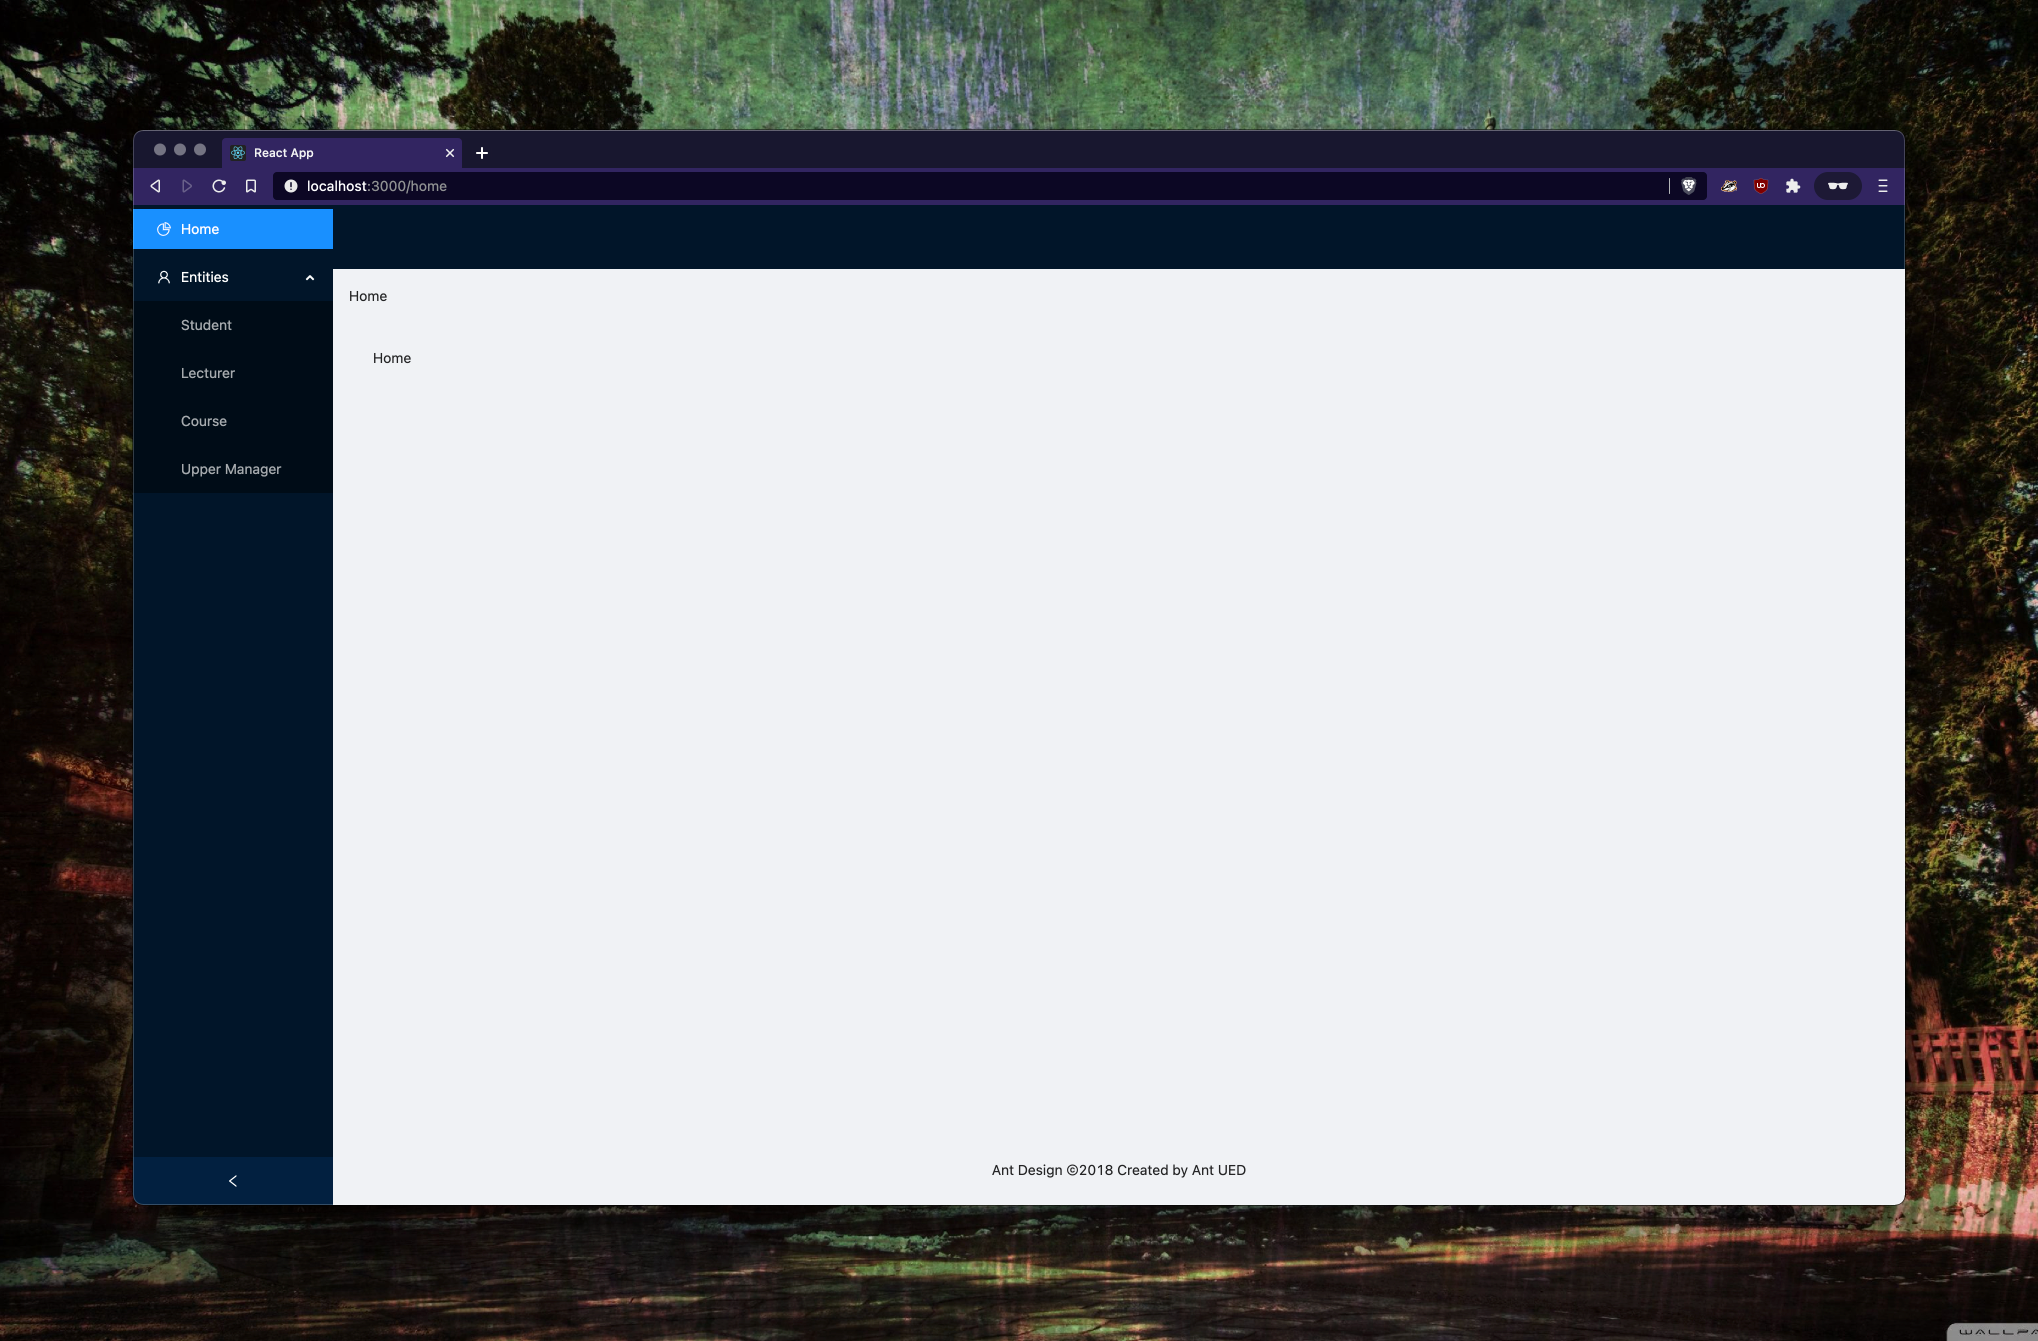 React App
localhost:3000/home
Home
Entities
Student
Lecturer
Course
Upper Manager
Home
Home
Ant Design ©2018 Created by Ant UED